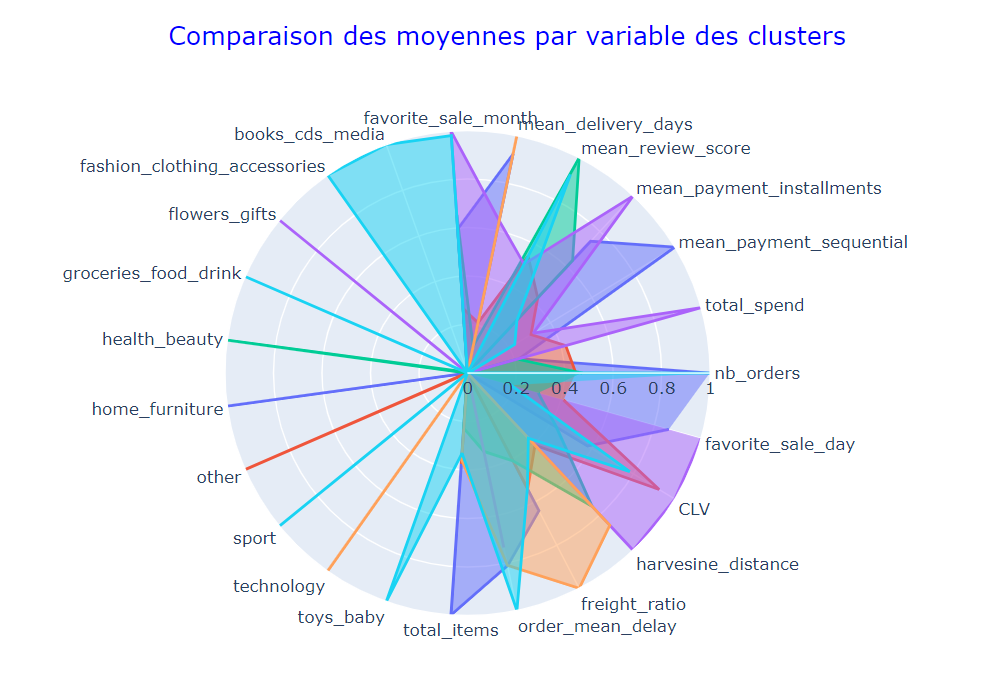 Comparaison des moyennes par variable des clusters
favorite_sale_month
mean_delivery_days
books_cds_media
mean_review_score
fashion_clothing_accessories
mean_payment_installments
flowers_gifts
mean_payment_sequential
groceries_food_drink
total_spend
health_beauty
nb_orders
0 0.2 0.4 0.6 0.8 1
home_furniture
favorite_sale_day
other
CLV
sport
harvesine_distance
technology
freight_ratio
toys_baby
total_items
order_mean_delay